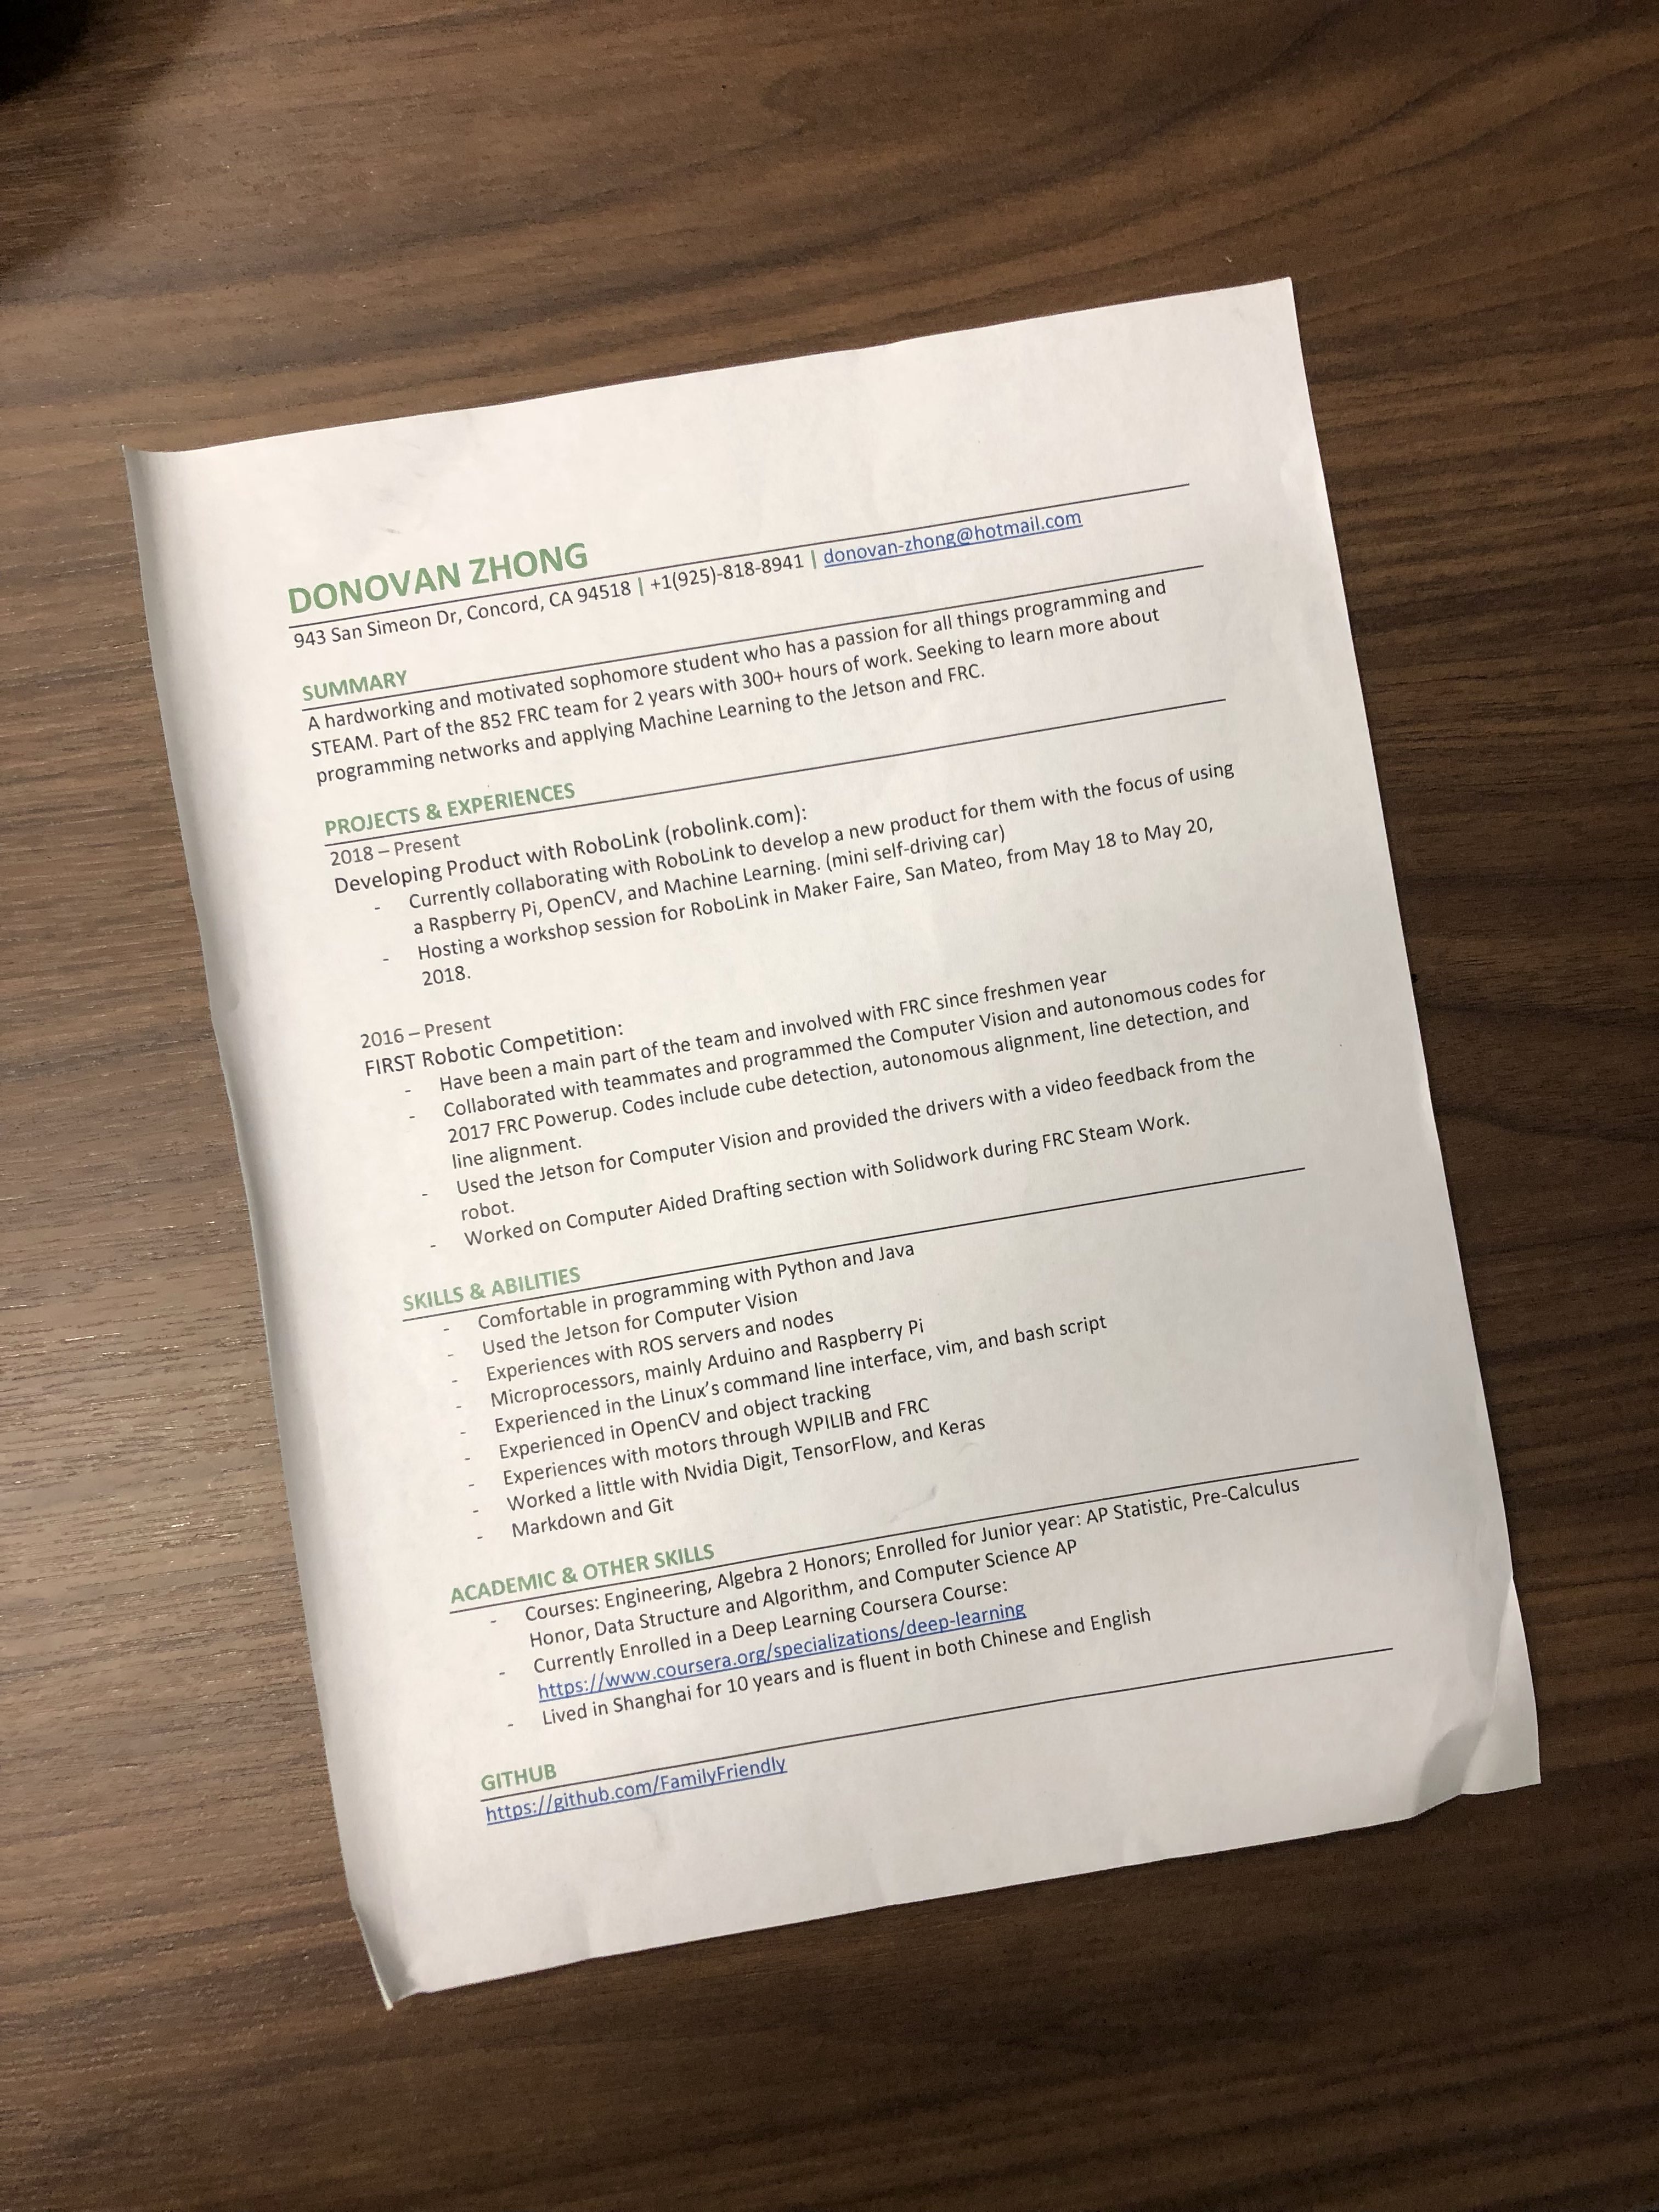 DONOVAN ZHONG
943 San Simeon Dr, Concord, CA 94518 | +1(925)-818-8941 | donovan-zhong@hotmail.com
SUMMARY
A hardworking and motivated sophomore student who has a passion for all things programming and
STEAM. Part of the 852 FRC team for 2 years with 300+ hours of work. Seeking to learn more about
programming networks and applying Machine Learning to the Jetson and FRC.
PROJECTS & EXPERIENCES
2018 – Present
Developing Product with RoboLink (robolink.com):
- Currently collaborating with RoboLink to develop a new product for them with the focus of using
a Raspberry Pi, OpenCV, and Machine Learning. (mini self-driving car)
- Hosting a workshop session for RoboLink in Maker Faire, San Mateo, from May 18 to May 20,
2018.
2016 – Present
FIRST Robotic Competition:
- Have been a main part of the team and involved with FRC since freshmen year
- Collaborated with teammates and programmed the Computer Vision and autonomous codes for
2017 FRC Powerup. Codes include cube detection, autonomous alignment, line detection, and
line alignment.
- Used the Jetson for Computer Vision and provided the drivers with a video feedback from the
robot.
- Worked on Computer Aided Drafting section with Solidwork during FRC Steam Work.
SKILLS & ABILITIES
- Comfortable in programming with Python and Java
- Used the Jetson for Computer Vision
- Experiences with ROS servers and nodes
- Microprocessors, mainly Arduino and Raspberry Pi
- Experienced in the Linux’s command line interface, vim, and bash script
- Experienced in OpenCV and object tracking
- Experiences with motors through WPILIB and FRC
- Worked a little with Nvidia Digit, TensorFlow, and Keras
- Markdown and Git
ACADEMIC & OTHER SKILLS
- Courses: Engineering, Algebra 2 Honors; Enrolled for Junior year: AP Statistic, Pre-Calculus
Honor, Data Structure and Algorithm, and Computer Science AP
- Currently Enrolled in a Deep Learning Coursera Course:
https://www.coursera.org/specializations/deep-learning
- Lived in Shanghai for 10 years and is fluent in both Chinese and English
GITHUB
https://github.com/FamilyFriendly